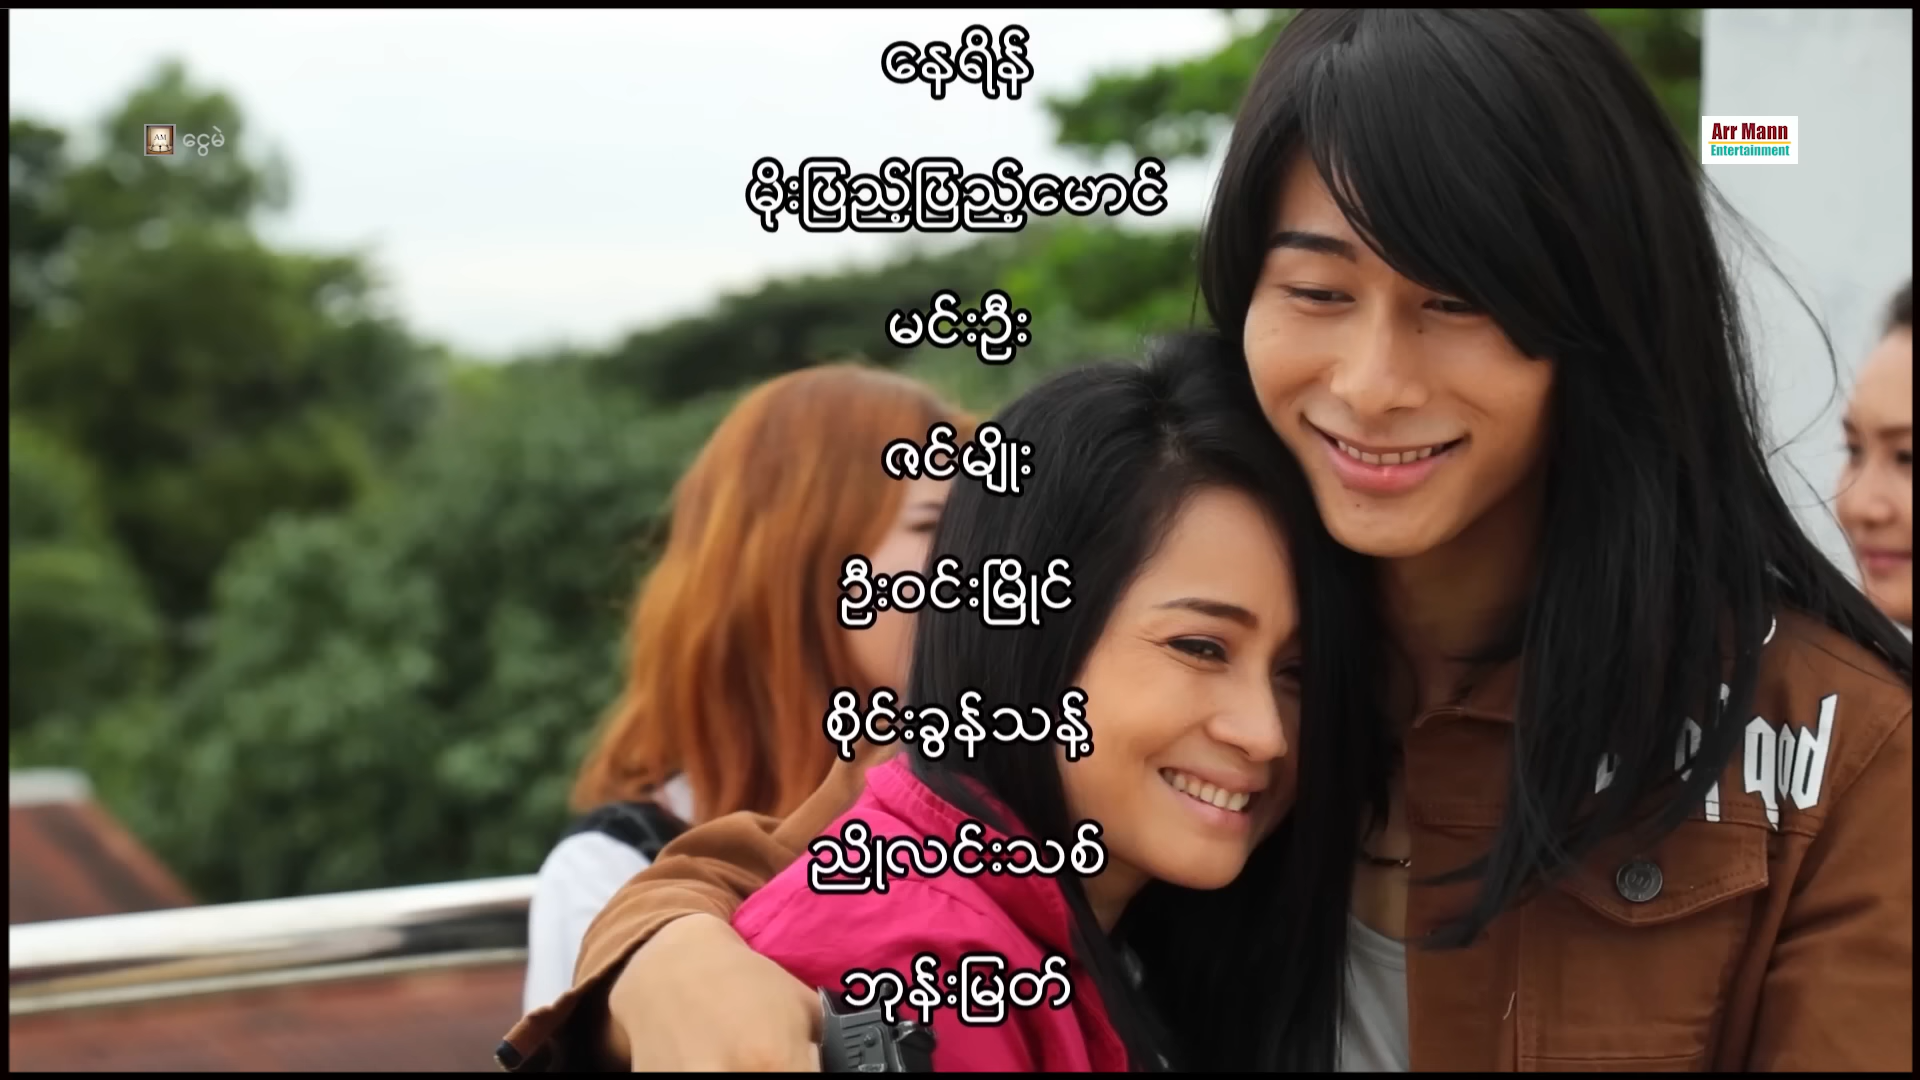 နေရိန်
ငွေမဲ
Arr Mann
Entertainment
မိုးပြည့်ပြည့်မောင်
မင်းဦး
ဇင်မျိုး
ဦးဝင်းမြိုင်
စိုင်းခွန်သန့်
ညိုလင်းသစ်
ဘုန်းမြတ်
god